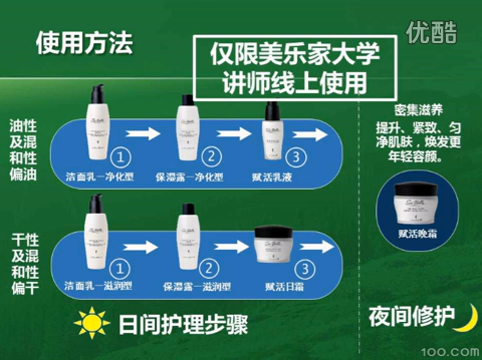 使用方法
优酷
仅限美乐家大学
讲师线上使用
油性
及混
和性
偏油
①
②
③
洁面乳—净化型
保湿露—净化型
赋活乳液
密集滋养
提升、紧致、匀
净肌肤,焕发更
年轻容颜。
赋活晚霜
干性
及混
和性
偏干
①
②
③
洁面乳—滋润型
保湿露—滋润型
赋活日霜
日间护理步骤
夜间修护
100.com